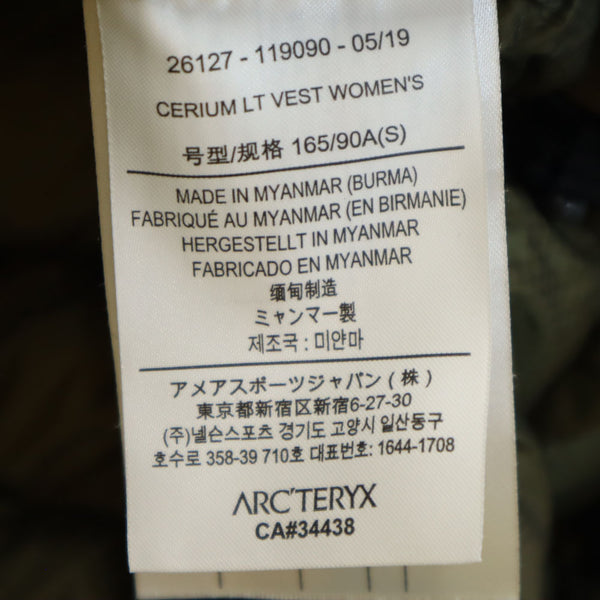 26127 - 119090 - 05/19
CERIUM LT VEST WOMEN'S
号型/规格 165/90A(S)
MADE IN MYANMAR (BURMA)
FABRIQUÉ AU MYANMAR (EN BIRMANIE)
HERGESTELLT IN MYANMAR
FABRICADO EN MYANMAR
缅甸制造
ミャンマー製
제조국 : 미얀마
アメアスポーツジャパン ( 株 )
東京都新宿区新宿6-27-30
(주)넬슨스포츠 경기도 고양시 일산동구
호수로 358-39 710호 대표번호: 1644-1708
ARC'TERYX
CA#34438